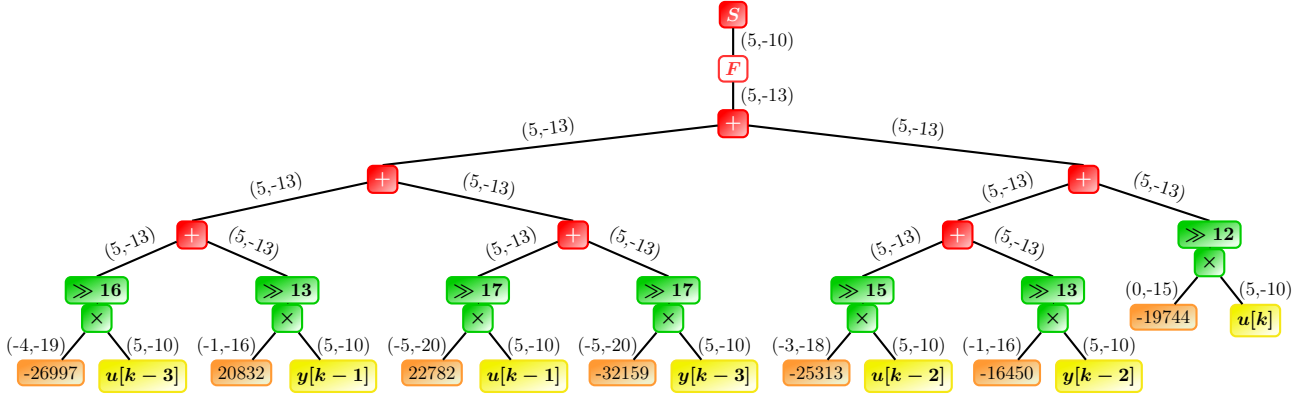 S
(5,-10)
F
(5,-13)
+
(5,-13) (5,-13)
+ +
(5,-13) (5,-13) (5,-13) (5,-13)
+ + + ≫ 12
(5,-13) (5,-13) (5,-13) (5,-13) (5,-13) (5,-13) ×
≫ 16 ≫ 13 ≫ 17 ≫ 17 ≫ 15 ≫ 13 (0,-15) (5,-10)
× × × × × × -19744 u[k]
(-4,-19) (5,-10) (-1,-16) (5,-10) (-5,-20) (5,-10) (-5,-20) (5,-10) (-3,-18) (5,-10) (-1,-16) (5,-10)
-26997 u[k − 3] 20832 y[k − 1] 22782 u[k − 1] -32159 y[k − 3] -25313 u[k − 2] -16450 y[k − 2]